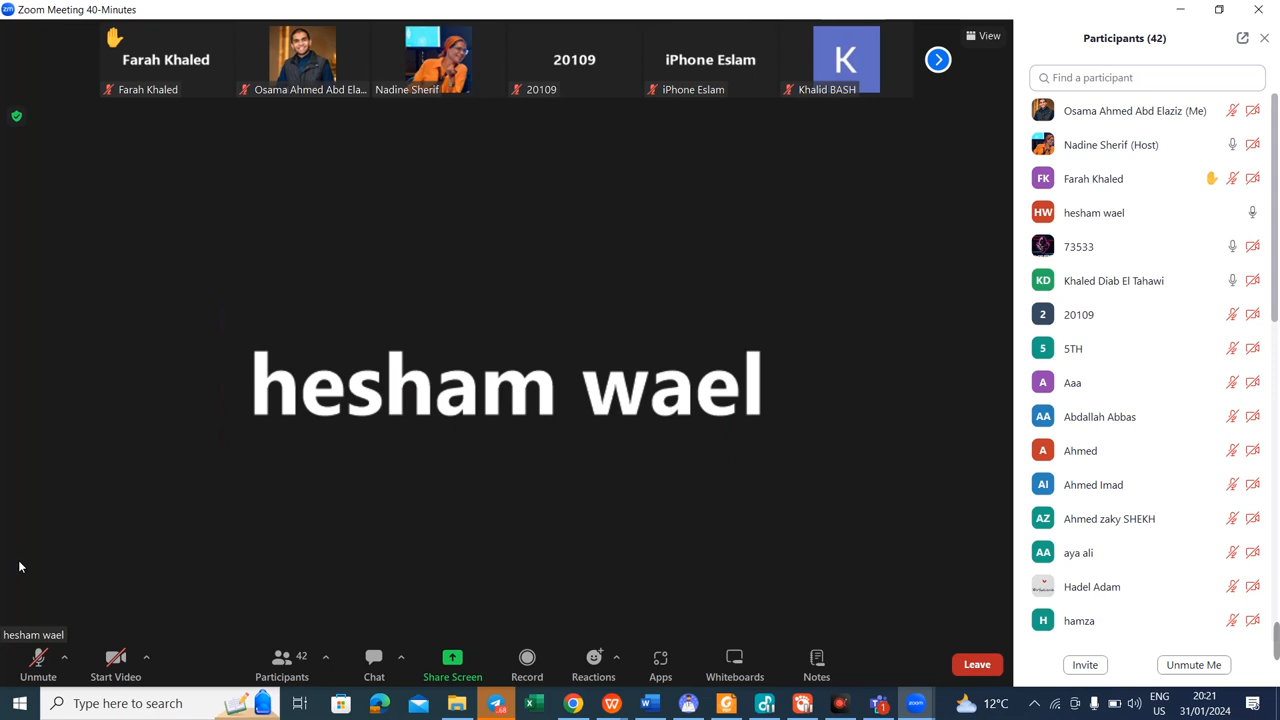 Zoom Meeting 40-Minutes
Farah Khaled
20109
iPhone Eslam
K
Farah Khaled
Osama Ahmed Abd Ela...
Nadine Sherif
20109
iPhone Eslam
Khalid BASH
View
hesham wael
hesham wael
Unmute
Start Video
42
Participants
Chat
Share Screen
Record
Reactions
Apps
Whiteboards
Notes
Leave
Participants (42)
Find a participant
Osama Ahmed Abd Elaziz (Me)
Nadine Sherif (Host)
FK Farah Khaled
HW hesham wael
73533
KD Khaled Diab El Tahawi
2 20109
5 5TH
A Aaa
AA Abdallah Abbas
A Ahmed
AI Ahmed Imad
AZ Ahmed zaky SHEKH
AA aya ali
Hadel Adam
H hamza
Invite
Unmute Me
Type here to search
12°C
ENG
US
20:21
31/01/2024